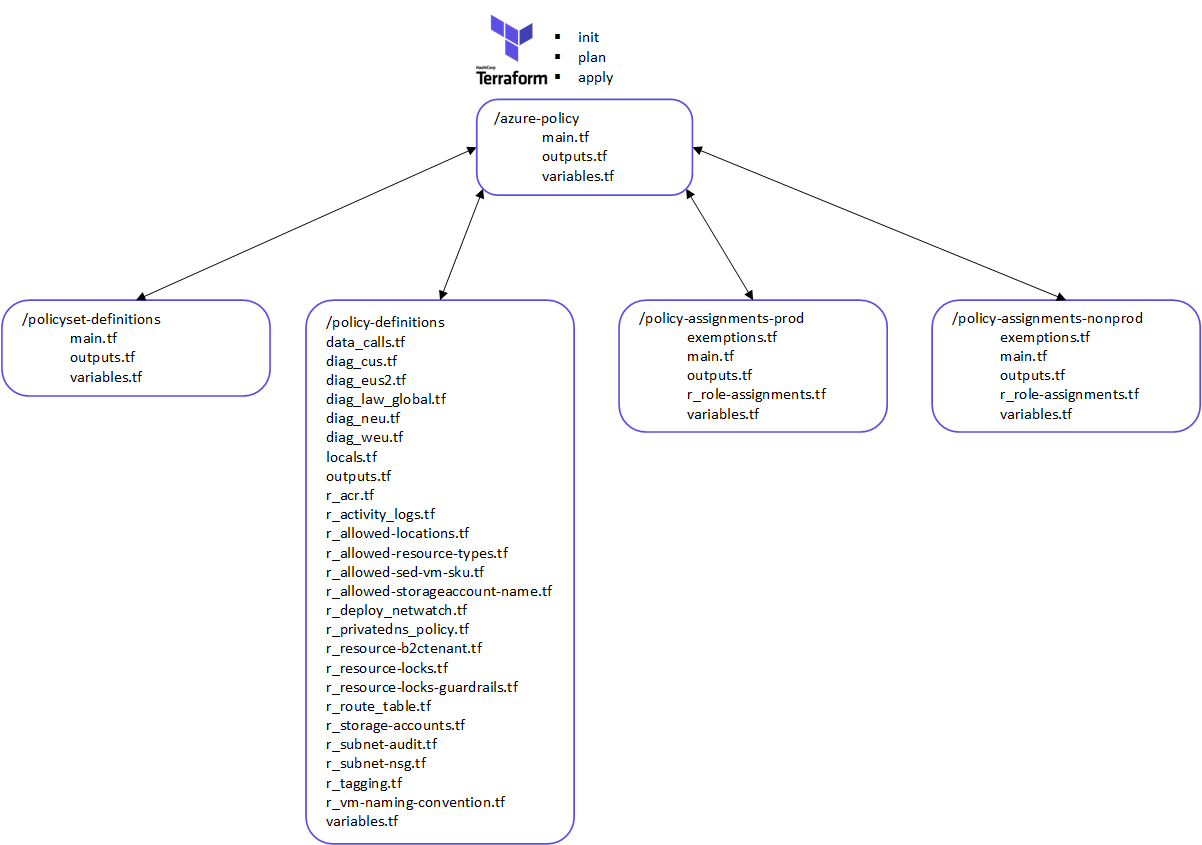 init
plan
HashiCorp
Terraform
apply
/azure-policy
main.tf
outputs.tf
variables.tf
/policyset-definitions
main.tf
outputs.tf
variables.tf
/policy-definitions
data_calls.tf
diag_cus.tf
diag_eus2.tf
diag_law_global.tf
diag_neu.tf
diag_weu.tf
locals.tf
outputs.tf
r_acr.tf
r_activity_logs.tf
r_allowed-locations.tf
r_allowed-resource-types.tf
r_allowed-sed-vm-sku.tf
r_allowed-storageaccount-name.tf
r_deploy_netwatch.tf
r_privatedns_policy.tf
r_resource-b2ctenant.tf
r_resource-locks.tf
r_resource-locks-guardrails.tf
r_route_table.tf
r_storage-accounts.tf
r_subnet-audit.tf
r_subnet-nsg.tf
r_tagging.tf
r_vm-naming-convention.tf
variables.tf
/policy-assignments-prod
exemptions.tf
main.tf
outputs.tf
r_role-assignments.tf
variables.tf
/policy-assignments-nonprod
exemptions.tf
main.tf
outputs.tf
r_role-assignments.tf
variables.tf